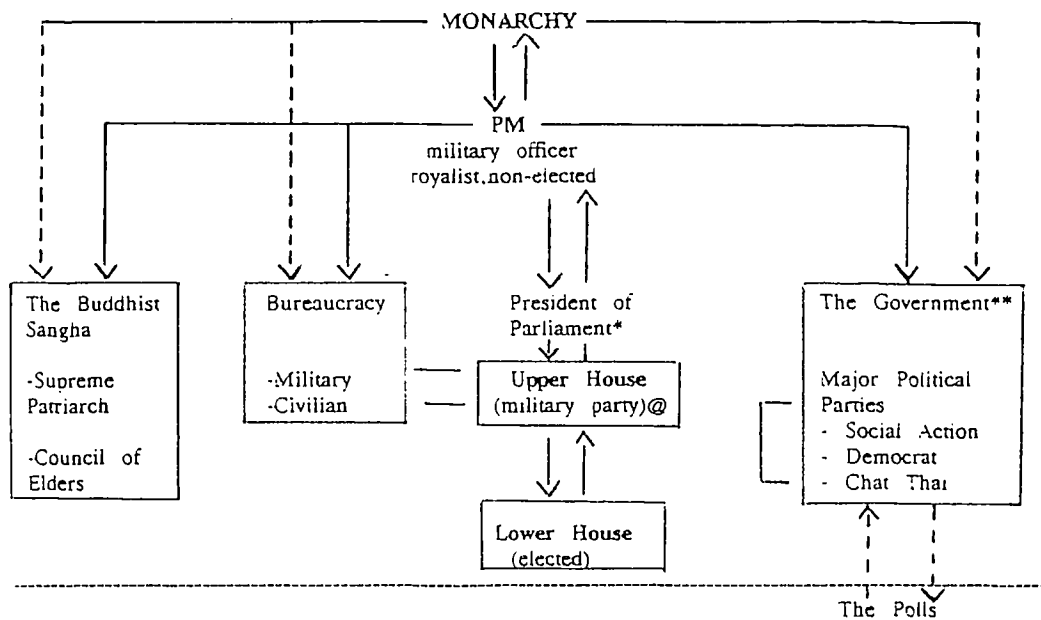 MONARCHY
PM
military officer
royalist,non-elected
The Buddhist
Sangha
-Supreme
Patriarch
-Council of
Elders
Bureaucracy
-Military
-Civilian
President of
Parliament*
Upper House
(military party)@
Lower House
(elected)
The Government**
Major Political
Parties
- Social Action
- Democrat
- Chat Thai
The Polls